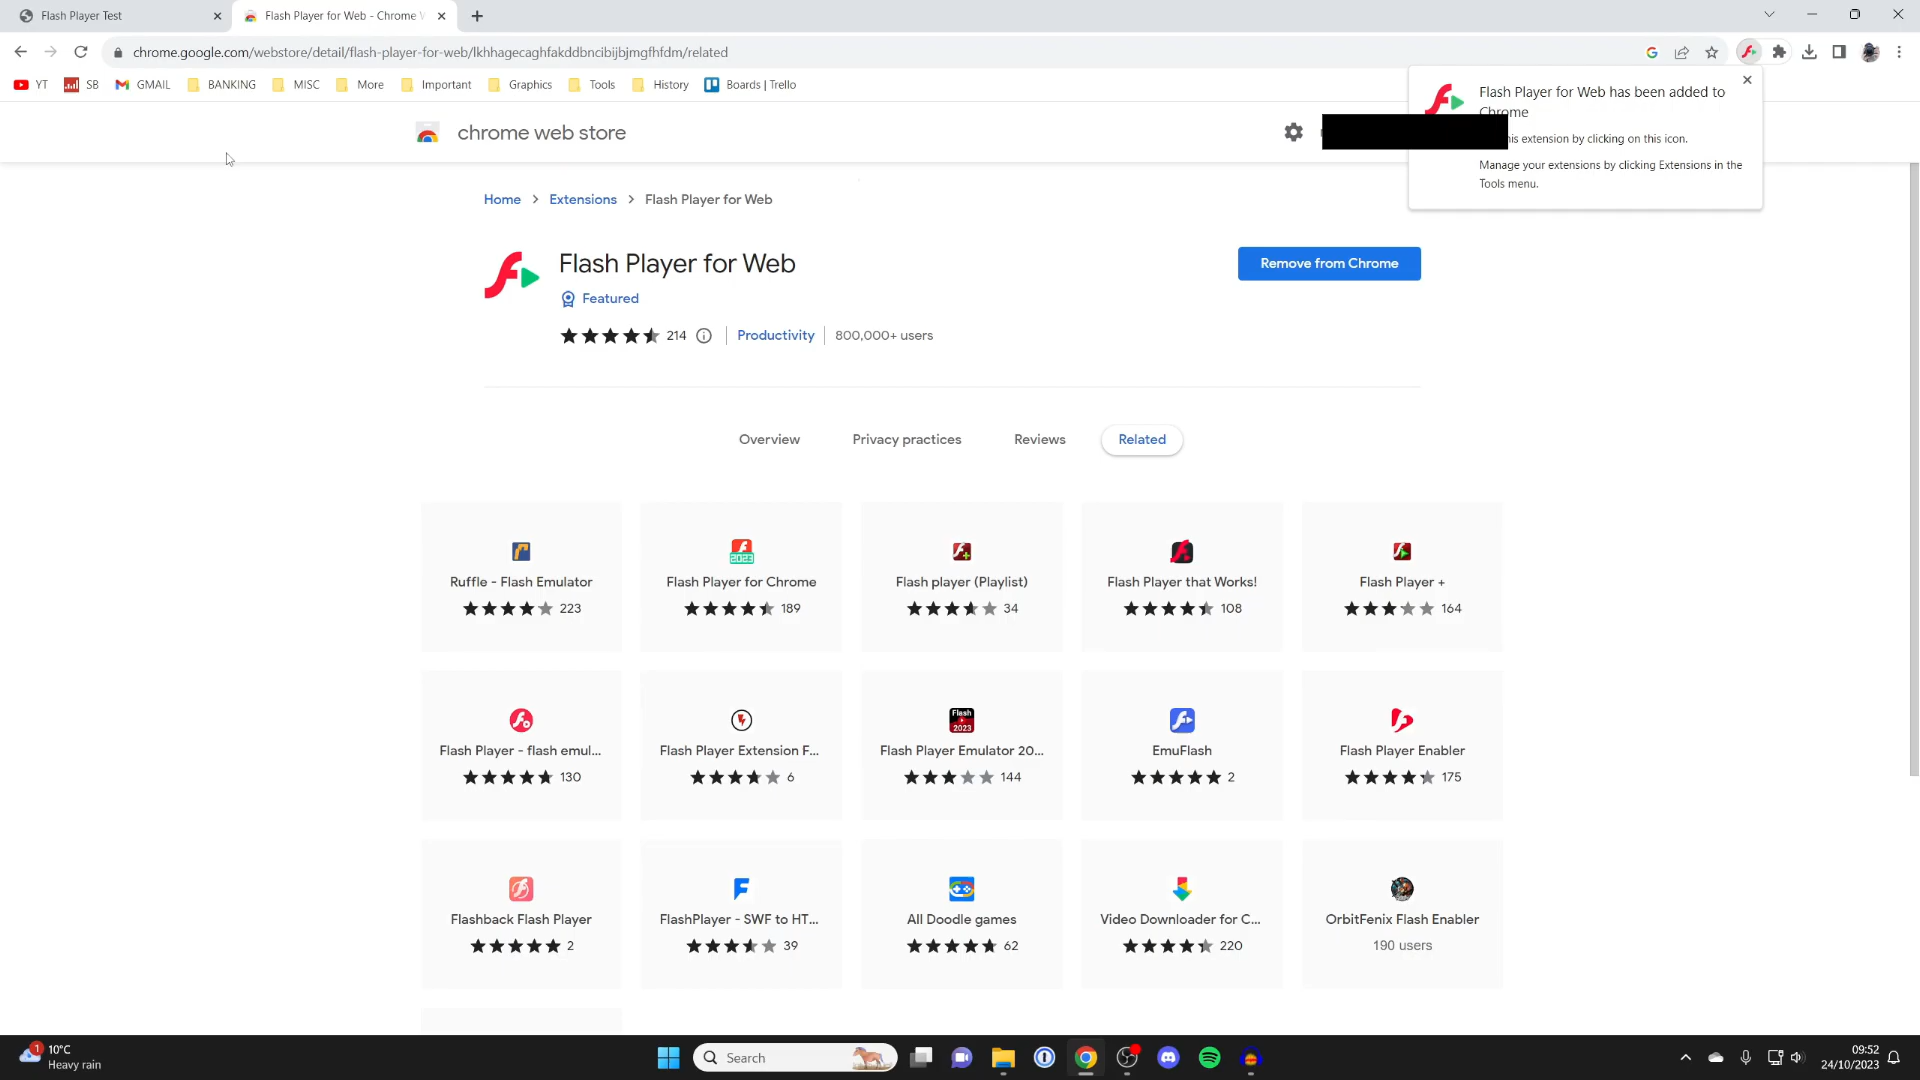 Flash Player Test
Flash Player for Web - Chrome W
chrome.google.com/webstore/detail/flash-player-for-web/lkhhagecaghfakddbncibijbjmgfhfdm/related
YT
SB
GMAIL
BANKING
MISC
More
Important
Graphics
Tools
History
Boards | Trello
Flash Player for Web has been added to
Chrome
his extension by clicking on this icon.
Manage your extensions by clicking Extensions in the
Tools menu.
chrome web store
Home > Extensions > Flash Player for Web
Flash Player for Web
Remove from Chrome
Featured
214
Productivity
800,000+ users
Overview
Privacy practices
Reviews
Related
Ruffle - Flash Emulator
223
Flash Player for Chrome
189
Flash player (Playlist)
34
Flash Player that Works!
108
Flash Player +
164
Flash Player - flash emul...
130
Flash Player Extension F...
6
Flash
2023
Flash Player Emulator 20...
144
EmuFlash
2
Flash Player Enabler
175
Flashback Flash Player
2
FlashPlayer - SWF to HT...
39
All Doodle games
62
Video Downloader for C...
220
OrbitFenix Flash Enabler
190 users
1
10°C
Heavy rain
Search
09:52
24/10/2023